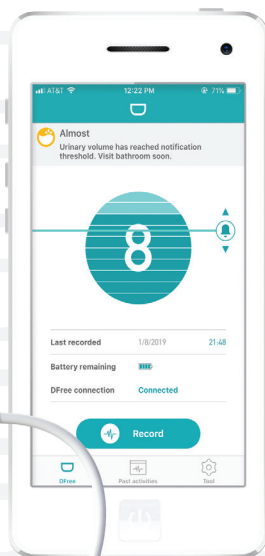 AT&T 12:22 PM 71%
Almost
Urinary volume has reached notification
threshold. Visit bathroom soon.
8
Last recorded 1/8/2019 21:48
Battery remaining
DFree connection Connected
Record
DFree Past activities Tool